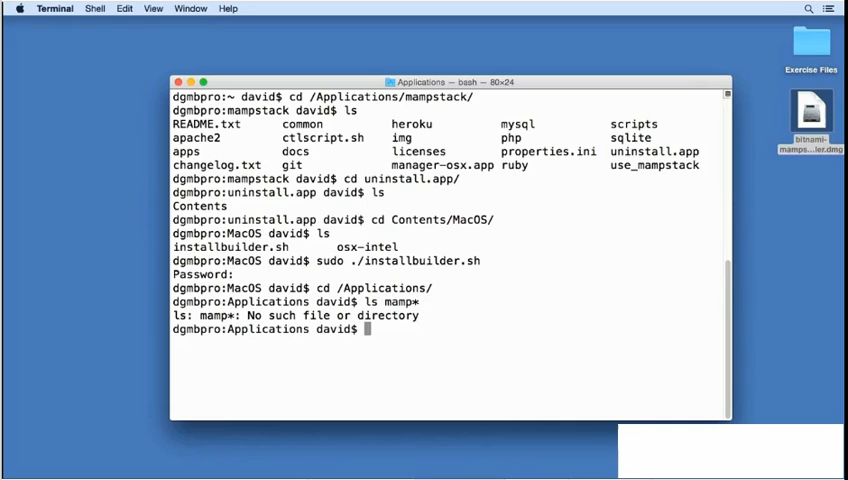 Terminal Shell Edit View Window Help
Exercise Files
bitnami-
mamps...ler.dmg
Applications — bash — 80×24
dgmbpro:~ david$ cd /Applications/mampstack/
dgmbpro:mampstack david$ ls
README.txt common heroku mysql scripts
apache2 ctlscript.sh img php sqlite
apps docs licenses properties.ini uninstall.app
changelog.txt git manager-osx.app ruby use_mampstack
dgmbpro:mampstack david$ cd uninstall.app/
dgmbpro:uninstall.app david$ ls
Contents
dgmbpro:uninstall.app david$ cd Contents/MacOS/
dgmbpro:MacOS david$ ls
installbuilder.sh osx-intel
dgmbpro:MacOS david$ sudo ./installbuilder.sh
Password:
dgmbpro:MacOS david$ cd /Applications/
dgmbpro:Applications david$ ls mamp*
ls: mamp*: No such file or directory
dgmbpro:Applications david$